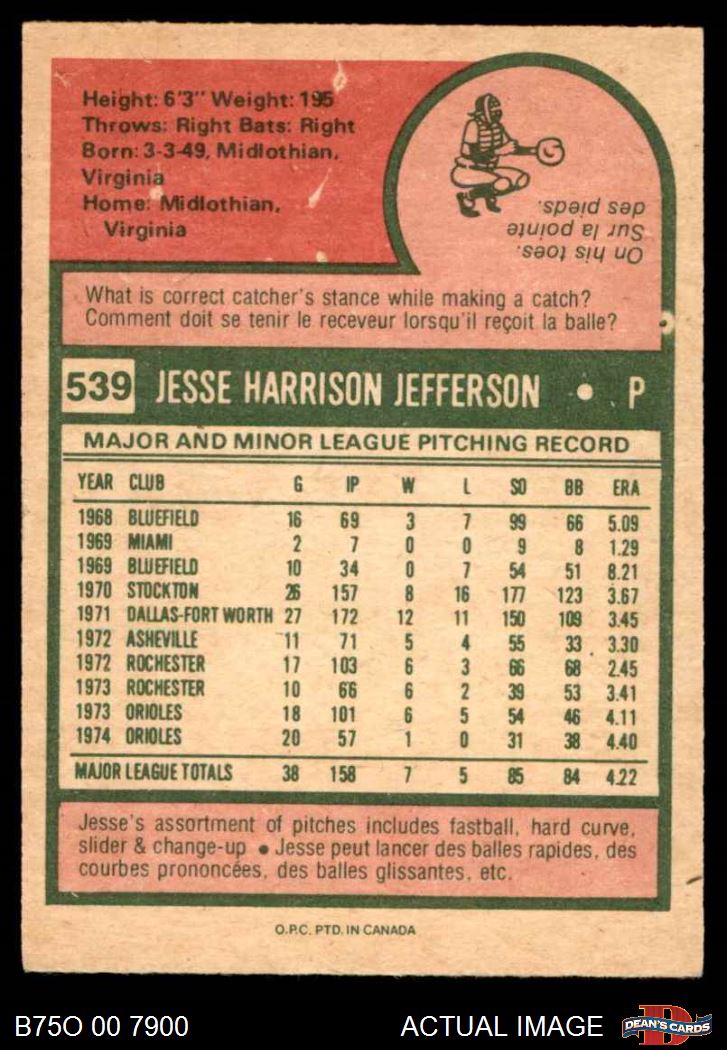 Height: 6'3" Weight: 195
Throws: Right Bats: Right
Born: 3-3-49, Midlothian,
Virginia
Home: Midlothian,
Virginia
On his toes.
Sur la pointe
des pieds.
What is correct catcher's stance while making a catch?
Comment doit se tenir le receveur lorsqu'il reçoit la balle?
539 JESSE HARRISON JEFFERSON • P
MAJOR AND MINOR LEAGUE PITCHING RECORD
YEAR CLUB G IP W L SO BB ERA
1968 BLUEFIELD 16 69 3 7 99 66 5.09
1969 MIAMI 2 7 0 0 9 8 1.29
1969 BLUEFIELD 10 34 0 7 54 51 8.21
1970 STOCKTON 26 157 8 16 177 123 3.67
1971 DALLAS-FORT WORTH 27 172 12 11 150 109 3.45
1972 ASHEVILLE 11 71 5 4 55 33 3.30
1972 ROCHESTER 17 103 6 3 66 68 2.45
1973 ROCHESTER 10 66 6 2 39 53 3.41
1973 ORIOLES 18 101 6 5 54 46 4.11
1974 ORIOLES 20 57 1 0 31 38 4.40
MAJOR LEAGUE TOTALS 38 158 7 5 85 84 4.22
Jesse's assortment of pitches includes fastball, hard curve,
slider & change-up • Jesse peut lancer des balles rapides, des
courbes prononcées, des balles glissantes, etc.
O.P.C. PTD. IN CANADA
B75O 00 7900 ACTUAL IMAGE D DEAN'S CARDS